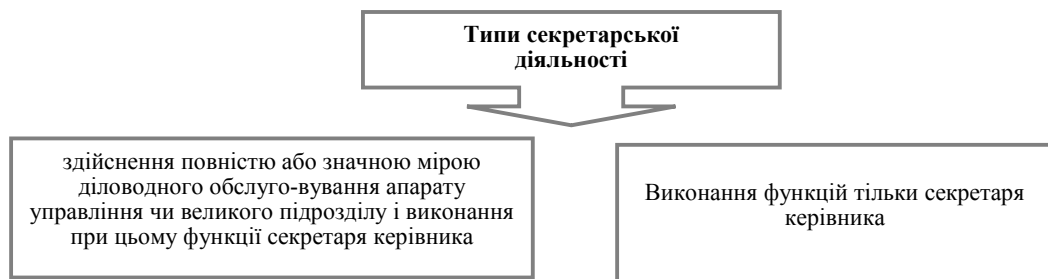 Типи секретарської
діяльності
здійснення повністю або значною мірою
діловодного обслуго-вування апарату
управління чи великого підрозділу і виконання
при цьому функції секретаря керівника
Виконання функцій тільки секретаря
керівника